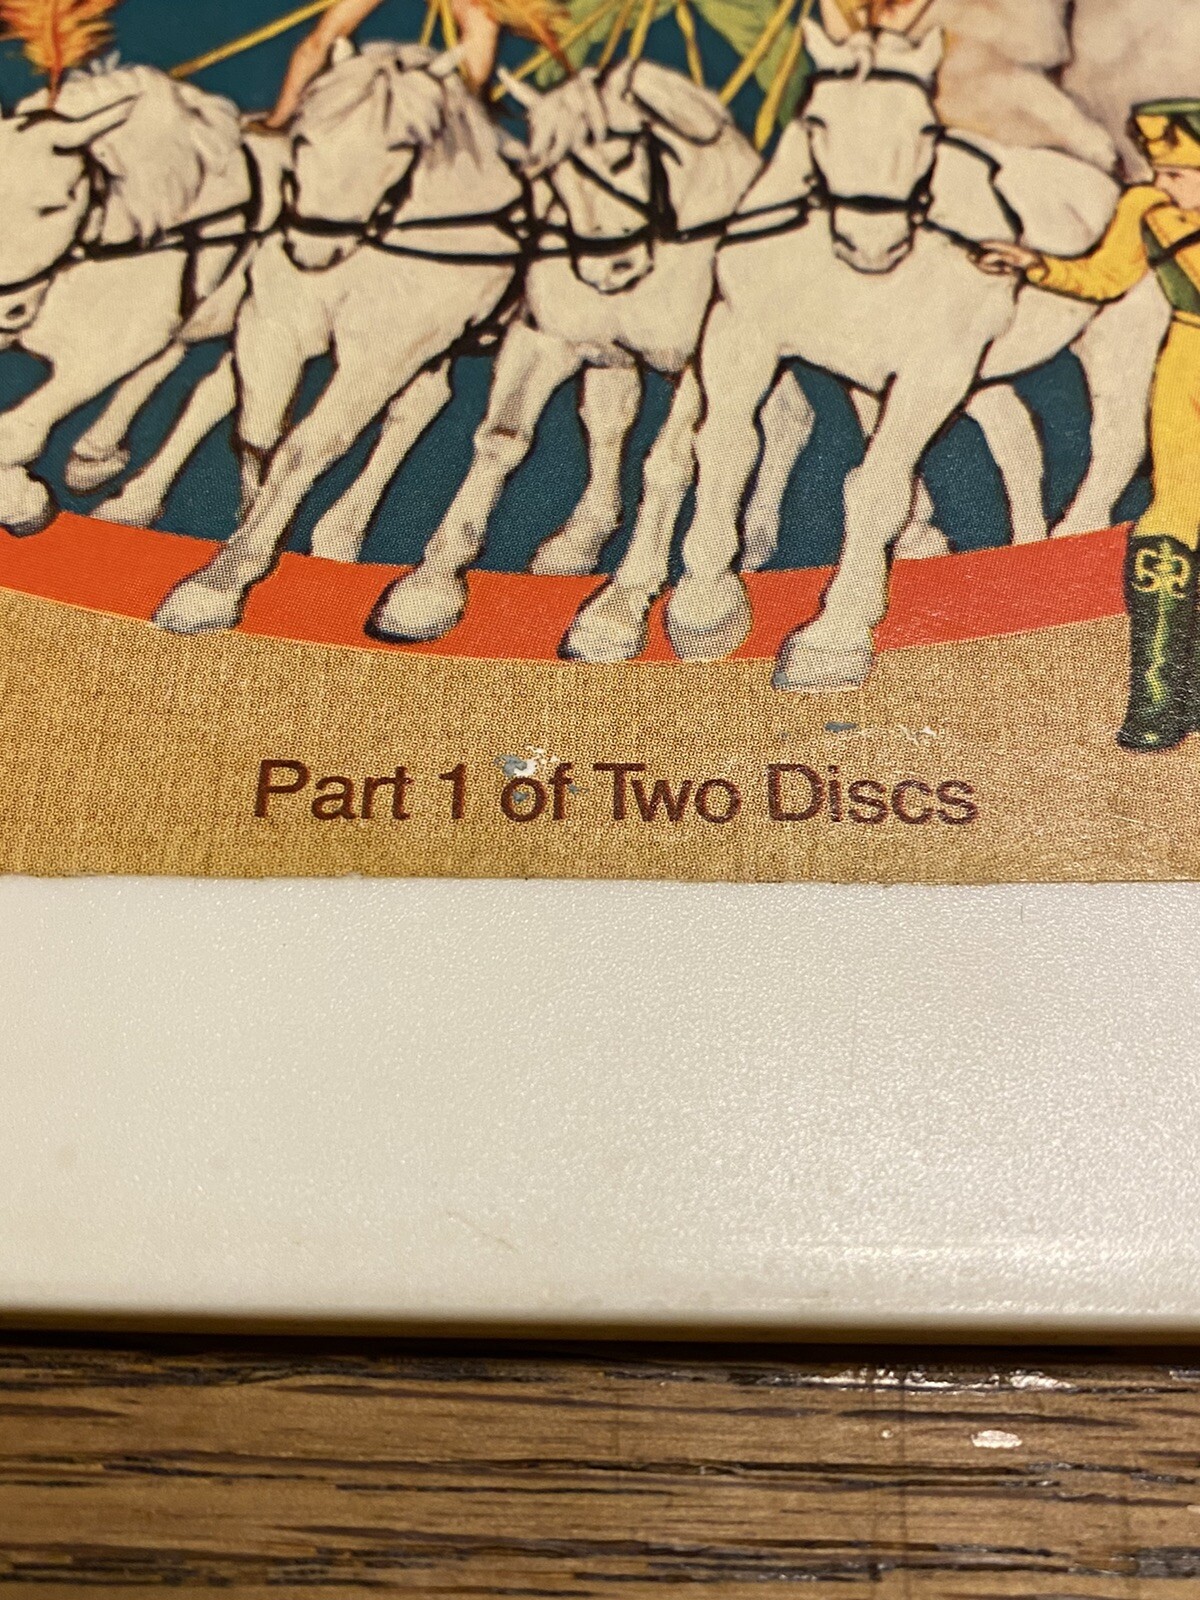 Part 1 of Two Discs